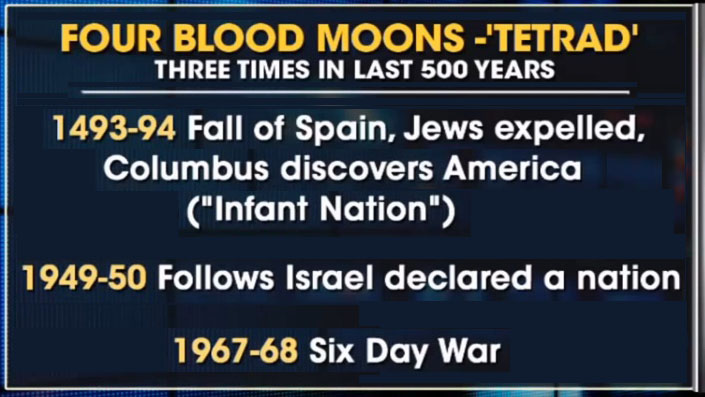 FOUR BLOOD MOONS -'TETRAD'
THREE TIMES IN LAST 500 YEARS
1493-94 Fall of Spain, Jews expelled,
Columbus discovers America
("Infant Nation")
1949-50 Follows Israel declared a nation
1967-68 Six Day War